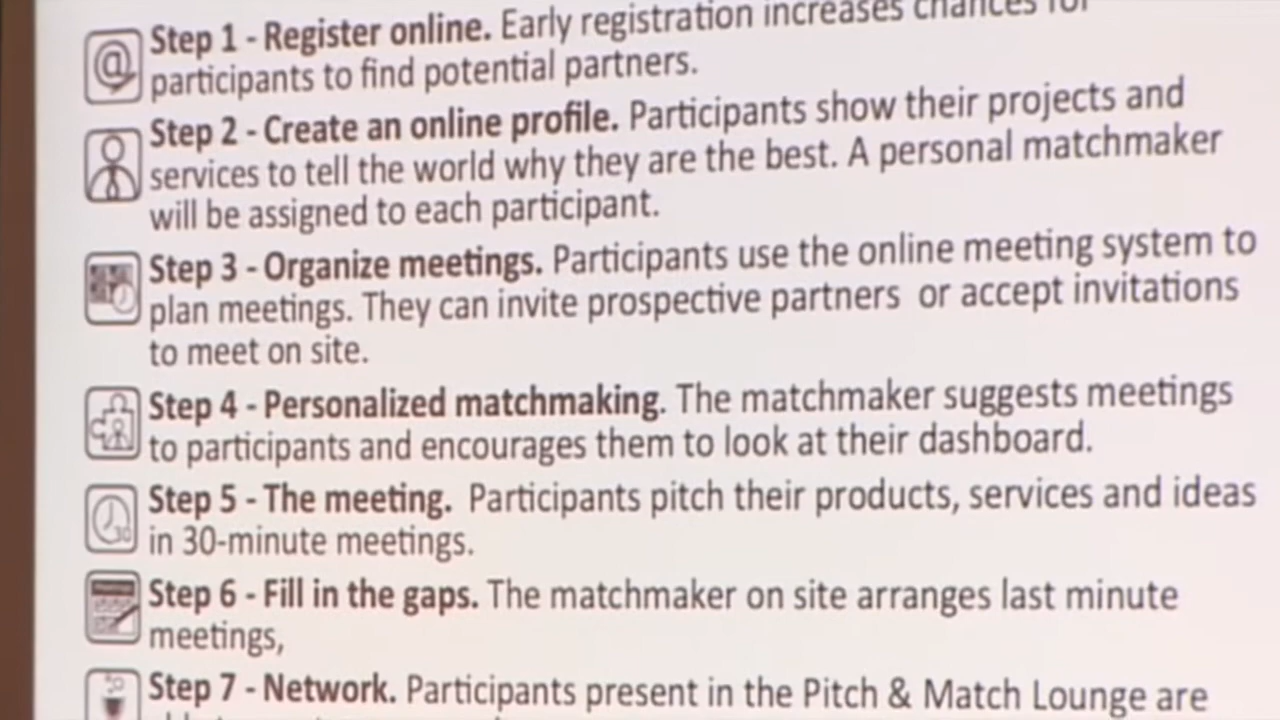 @
Step 1 - Register online. Early registration increases chances for
participants to find potential partners.
Step 2 - Create an online profile. Participants show their projects and
services to tell the world why they are the best. A personal matchmaker
will be assigned to each participant.
Step 3 - Organize meetings. Participants use the online meeting system to
plan meetings. They can invite prospective partners or accept invitations
to meet on site.
Step 4 - Personalized matchmaking. The matchmaker suggests meetings
to participants and encourages them to look at their dashboard.
Step 5 - The meeting. Participants pitch their products, services and ideas
30
in 30-minute meetings.
Step 6 - Fill in the gaps. The matchmaker on site arranges last minute
meetings,
Step 7 - Network. Participants present in the Pitch & Match Lounge are